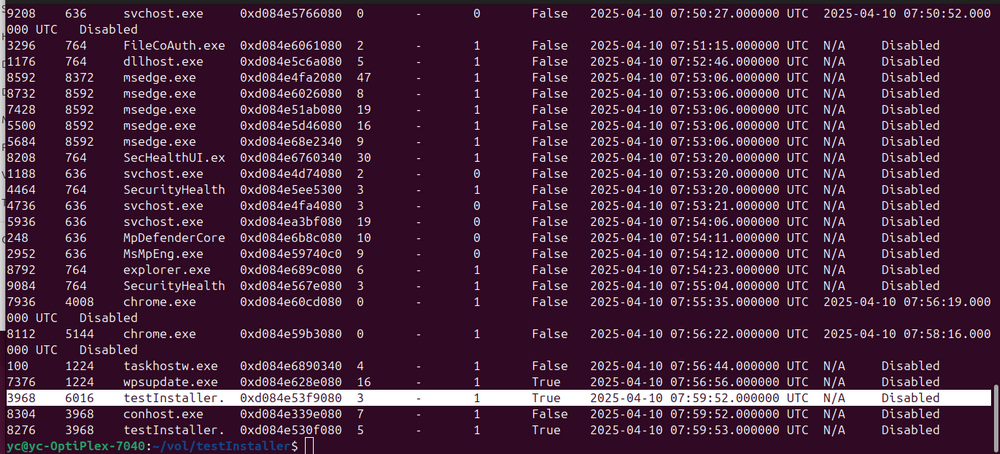 9208 636 svchost.exe 0xd084e5766080 0 - 0 False 2025-04-10 07:50:27.000000 UTC 2025-04-10 07:50:52.000
000 UTC Disabled
3296 764 FileCoAuth.exe 0xd084e6061080 2 - 1 False 2025-04-10 07:51:15.000000 UTC N/A Disabled
1176 764 dllhost.exe 0xd084e5c6a080 5 - 1 False 2025-04-10 07:52:46.000000 UTC N/A Disabled
8592 8372 msedge.exe 0xd084e4fa2080 47 - 1 False 2025-04-10 07:53:06.000000 UTC N/A Disabled
8732 8592 msedge.exe 0xd084e6026080 8 - 1 False 2025-04-10 07:53:06.000000 UTC N/A Disabled
7428 8592 msedge.exe 0xd084e51ab080 19 - 1 False 2025-04-10 07:53:06.000000 UTC N/A Disabled
5500 8592 msedge.exe 0xd084e5d46080 16 - 1 False 2025-04-10 07:53:06.000000 UTC N/A Disabled
5684 8592 msedge.exe 0xd084e68e2340 9 - 1 False 2025-04-10 07:53:06.000000 UTC N/A Disabled
8208 764 SecHealthUI.ex 0xd084e6760340 30 - 1 False 2025-04-10 07:53:20.000000 UTC N/A Disabled
1188 636 svchost.exe 0xd084e4d74080 2 - 0 False 2025-04-10 07:53:20.000000 UTC N/A Disabled
4464 764 SecurityHealth 0xd084e5ee5300 3 - 1 False 2025-04-10 07:53:20.000000 UTC N/A Disabled
4736 636 svchost.exe 0xd084e4fa4080 3 - 0 False 2025-04-10 07:53:21.000000 UTC N/A Disabled
5936 636 svchost.exe 0xd084ea3bf080 19 - 0 False 2025-04-10 07:54:06.000000 UTC N/A Disabled
248 636 MpDefenderCore 0xd084e6b8c080 10 - 0 False 2025-04-10 07:54:11.000000 UTC N/A Disabled
2952 636 MsMpEng.exe 0xd084e59740c0 9 - 0 False 2025-04-10 07:54:12.000000 UTC N/A Disabled
8792 764 explorer.exe 0xd084e689c080 6 - 1 False 2025-04-10 07:54:23.000000 UTC N/A Disabled
9084 764 SecurityHealth 0xd084e567e080 3 - 1 False 2025-04-10 07:55:04.000000 UTC N/A Disabled
7936 4008 chrome.exe 0xd084e60cd080 0 - 1 False 2025-04-10 07:55:35.000000 UTC 2025-04-10 07:56:19.000
000 UTC Disabled
8112 5144 chrome.exe 0xd084e59b3080 0 - 1 False 2025-04-10 07:56:22.000000 UTC 2025-04-10 07:58:16.000
000 UTC Disabled
100 1224 taskhostw.exe 0xd084e6890340 4 - 1 False 2025-04-10 07:56:44.000000 UTC N/A Disabled
7376 1224 wpsupdate.exe 0xd084e628e080 16 - 1 True 2025-04-10 07:56:56.000000 UTC N/A Disabled
3968 6016 testInstaller. 0xd084e53f9080 3 - 1 True 2025-04-10 07:59:52.000000 UTC N/A Disabled
8304 3968 conhost.exe 0xd084e339e080 7 - 1 False 2025-04-10 07:59:52.000000 UTC N/A Disabled
8276 3968 testInstaller. 0xd084e530f080 5 - 1 True 2025-04-10 07:59:53.000000 UTC N/A Disabled
yc@yc-OptiPlex-7040:~/vol/testInstaller$